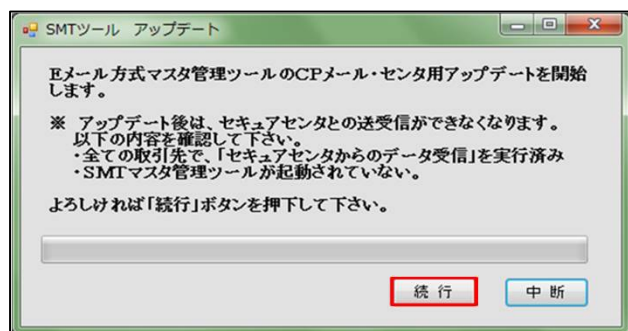 SMTツール アップデート
Eメール方式マスタ管理ツールのCPメール・センタ用アップデートを開始
します。
※ アップデート後は、セキュアセンタとの送受信ができなくなります。
以下の内容を確認して下さい。
・全ての取引先で、「セキュアセンタからのデータ受信」を実行済み
・SMTマスタ管理ツールが起動されていない。
よろしければ「続行」ボタンを押下して下さい。
続行 中断